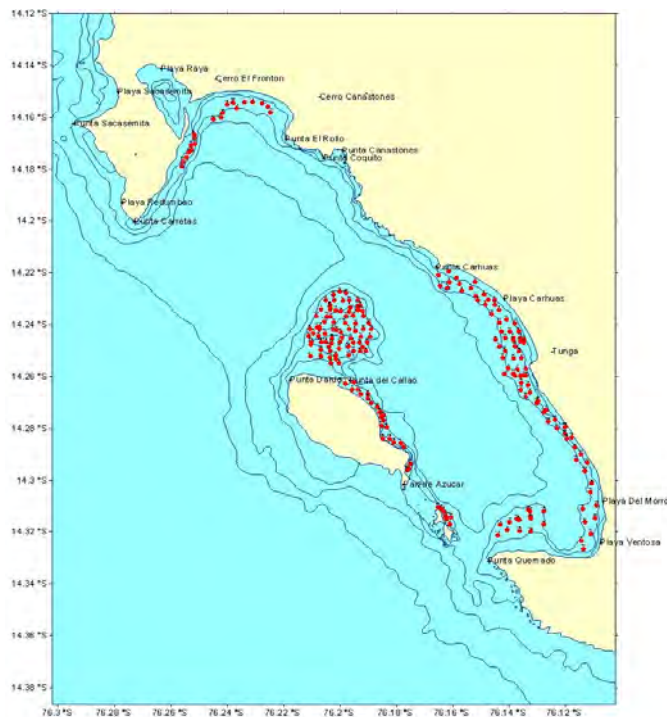 14.12 °S
14.14 °S
Playa Raya
Cerro El Fronton
Playa Sacasemita
Cerro Canastones
14.16 °S
Punta Sacasemita
Punta El Rollo
Punta Canastones
Punta Coquito
14.18 °S
14.2 °S
Punta Carretas
14.22 °S
Punta Carhuas
Playa Carhuas
14.24 °S
Tunga
14.26 °S
Punta Dardo
Punta del Callao
14.28 °S
14.3 °S
Azucar
Playa Del Morro
14.32 °S
Playa Ventosa
Punta Quemado
14.34 °S
14.36 °S
14.38 °S
76.3 °S 76.28 °S 76.26 °S 76.24 °S 76.22 °S 76.2 °S 76.18 °S 76.16 °S 76.14 °S 76.12 °S